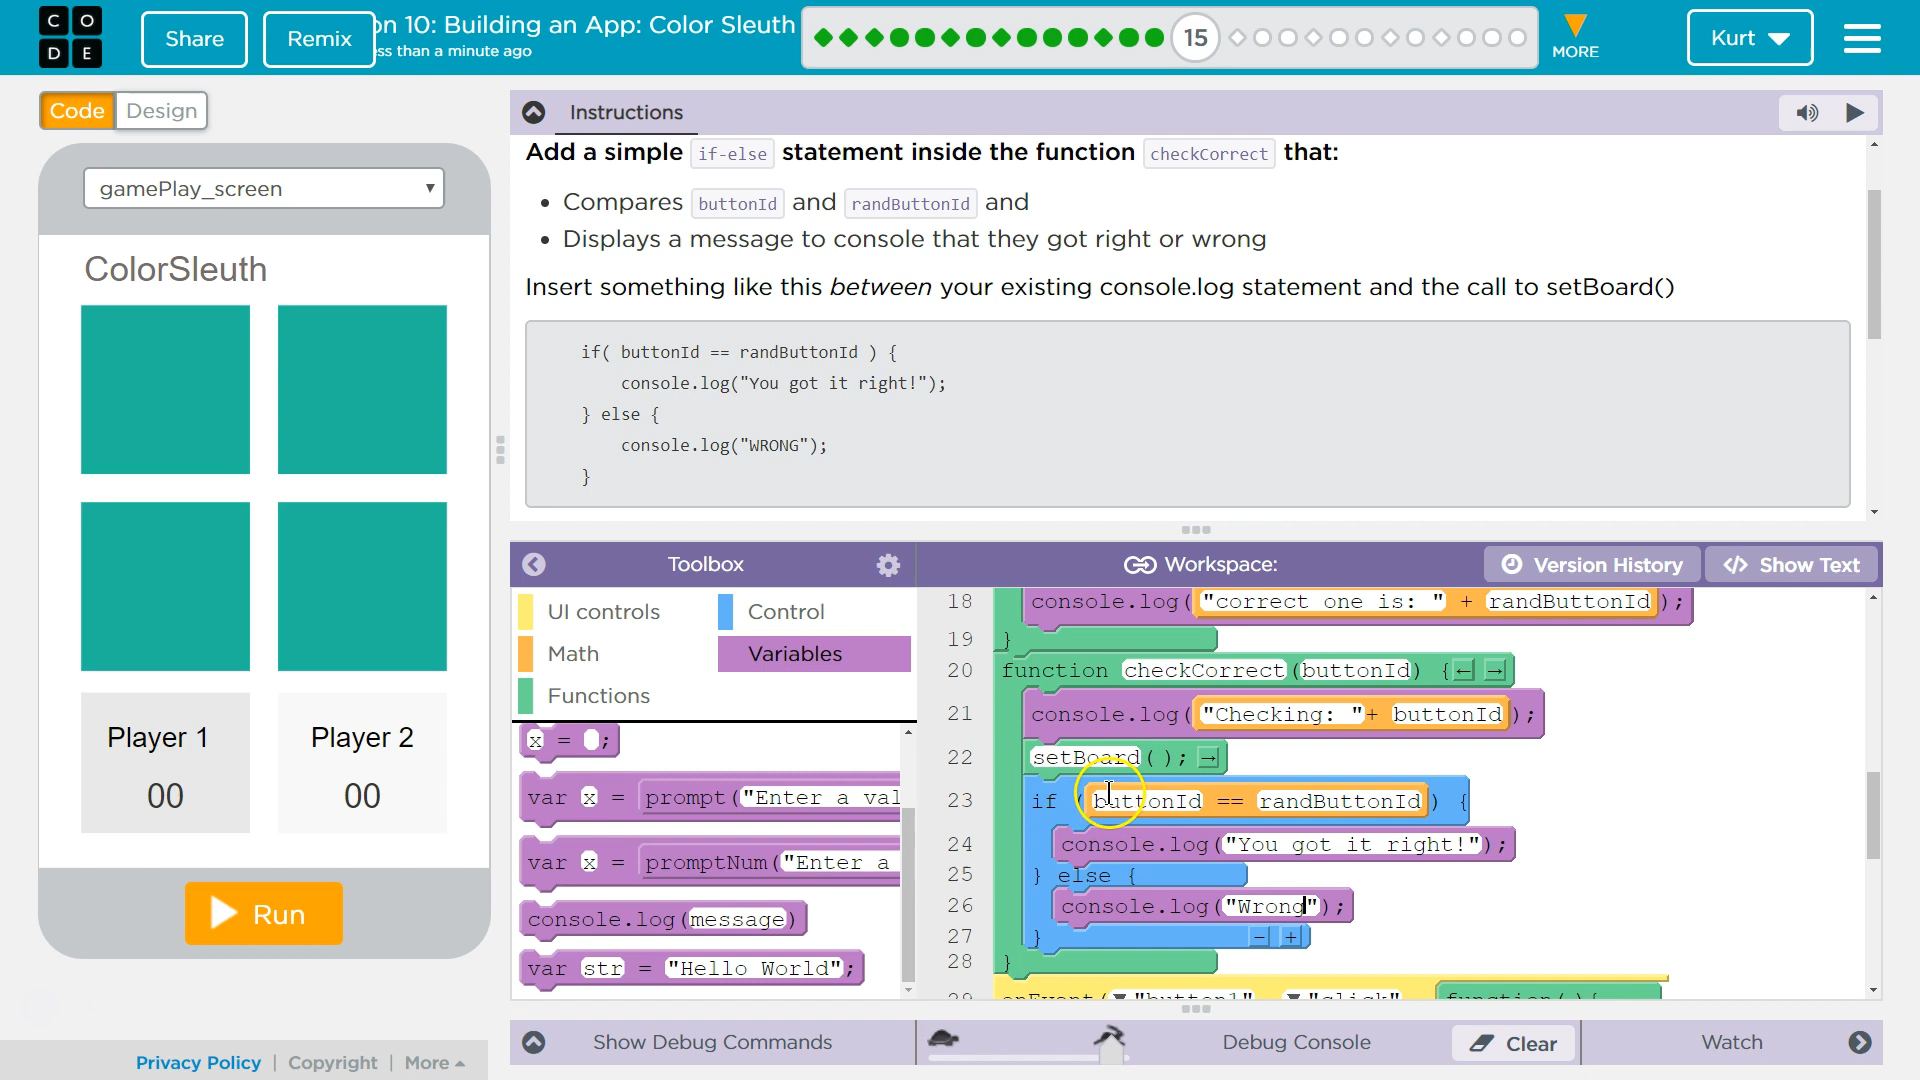 C O D E
Share
Remix
on 10: Building an App: Color Sleuth
ess than a minute ago
15
MORE
Kurt
Code
Design
gamePlay_screen
ColorSleuth
Player 1
00
Player 2
00
Run
Privacy Policy | Copyright | More
Instructions
Add a simple if-else statement inside the function checkCorrect that:
Compares buttonId and randButtonId and
Displays a message to console that they got right or wrong
Insert something like this between your existing console.log statement and the call to setBoard()
if( buttonId == randButtonId ) {
console.log("You got it right!");
} else {
console.log("WRONG");
}
Toolbox
UI controls
Control
Math
Variables
Functions
x = ;
var x = prompt("Enter a val
var x = promptNum("Enter a
console.log(message)
var str = "Hello World";
Workspace:
Version History
</> Show Text
18 console.log("correct one is: " + randButtonId);
19 }
20 function checkCorrect(buttonId) { ← →
21 console.log("Checking: "+ buttonId);
22 setBoard(); →
23 if (buttonId == randButtonId) {
24 console.log("You got it right!");
25 } else {
26 console.log("Wrong");
27 } - +
28 }
29 onEvent("button1" "click" function(){
Show Debug Commands
Debug Console
Clear
Watch